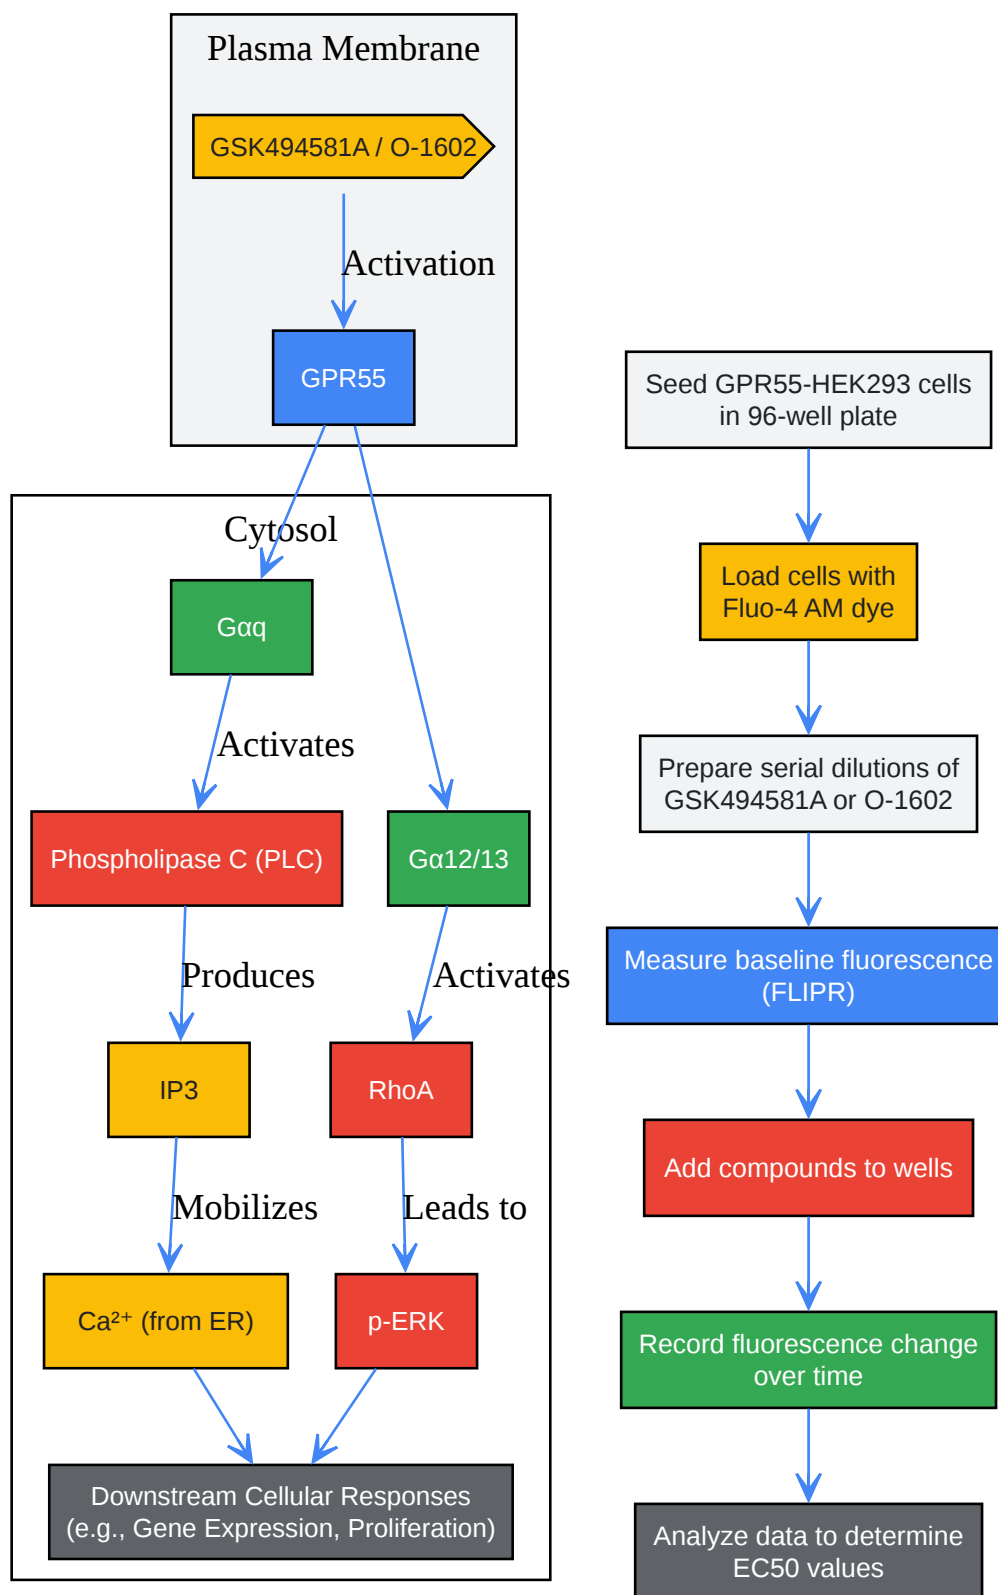 Plasma Membrane
GSK494581A / O-1602
Activation
GPR55
Cytosol
Gαq
Activates
Phospholipase C (PLC)
Gα12/13
Produces
Activates
IP3
RhoA
Mobilizes
Leads to
Ca²⁺ (from ER)
p-ERK
Downstream Cellular Responses
(e.g., Gene Expression, Proliferation)
Seed GPR55-HEK293 cells
in 96-well plate
Load cells with
Fluo-4 AM dye
Prepare serial dilutions of
GSK494581A or O-1602
Measure baseline fluorescence
(FLIPR)
Add compounds to wells
Record fluorescence change
over time
Analyze data to determine
EC50 values